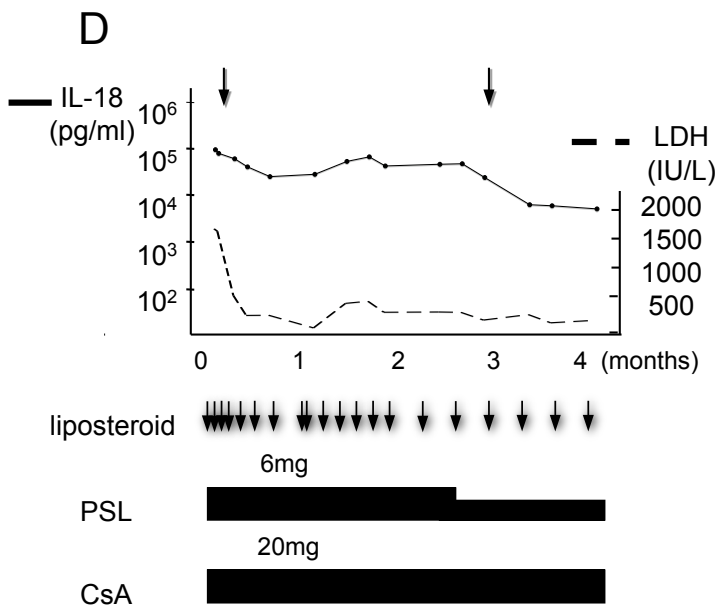 D
IL-18
(pg/ml)
10⁶
10⁵
10⁴
10³
10²
LDH
(IU/L)
2000
1500
1000
500
0 1 2 3 4 (months)
liposteroid
6mg
PSL
20mg
CsA